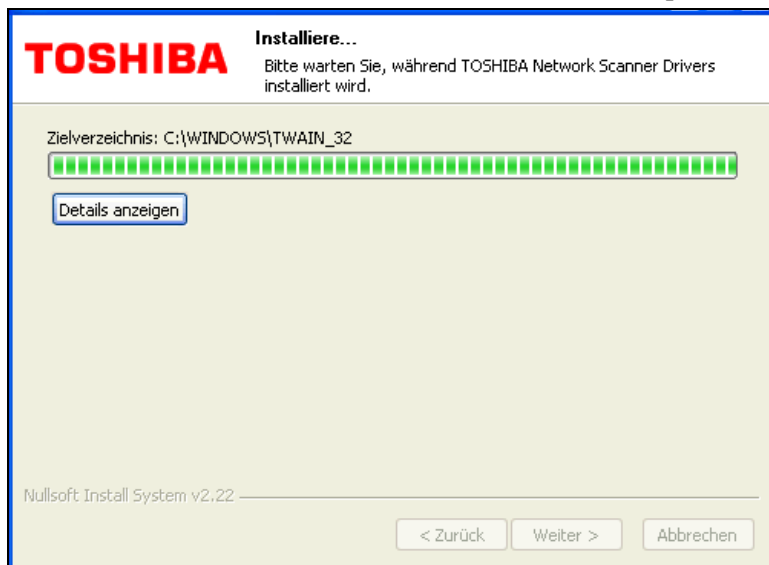 TOSHIBA
Installiere...
Bitte warten Sie, während TOSHIBA Network Scanner Drivers
installiert wird.
Zielverzeichnis: C:\WINDOWS\TWAIN_32
Details anzeigen
Nullsoft Install System v2.22
< Zurück
Weiter >
Abbrechen